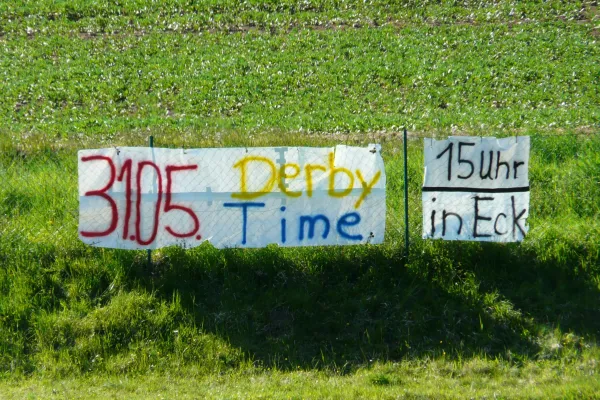 31.05. Derby
Time
15 Uhr
in Eck